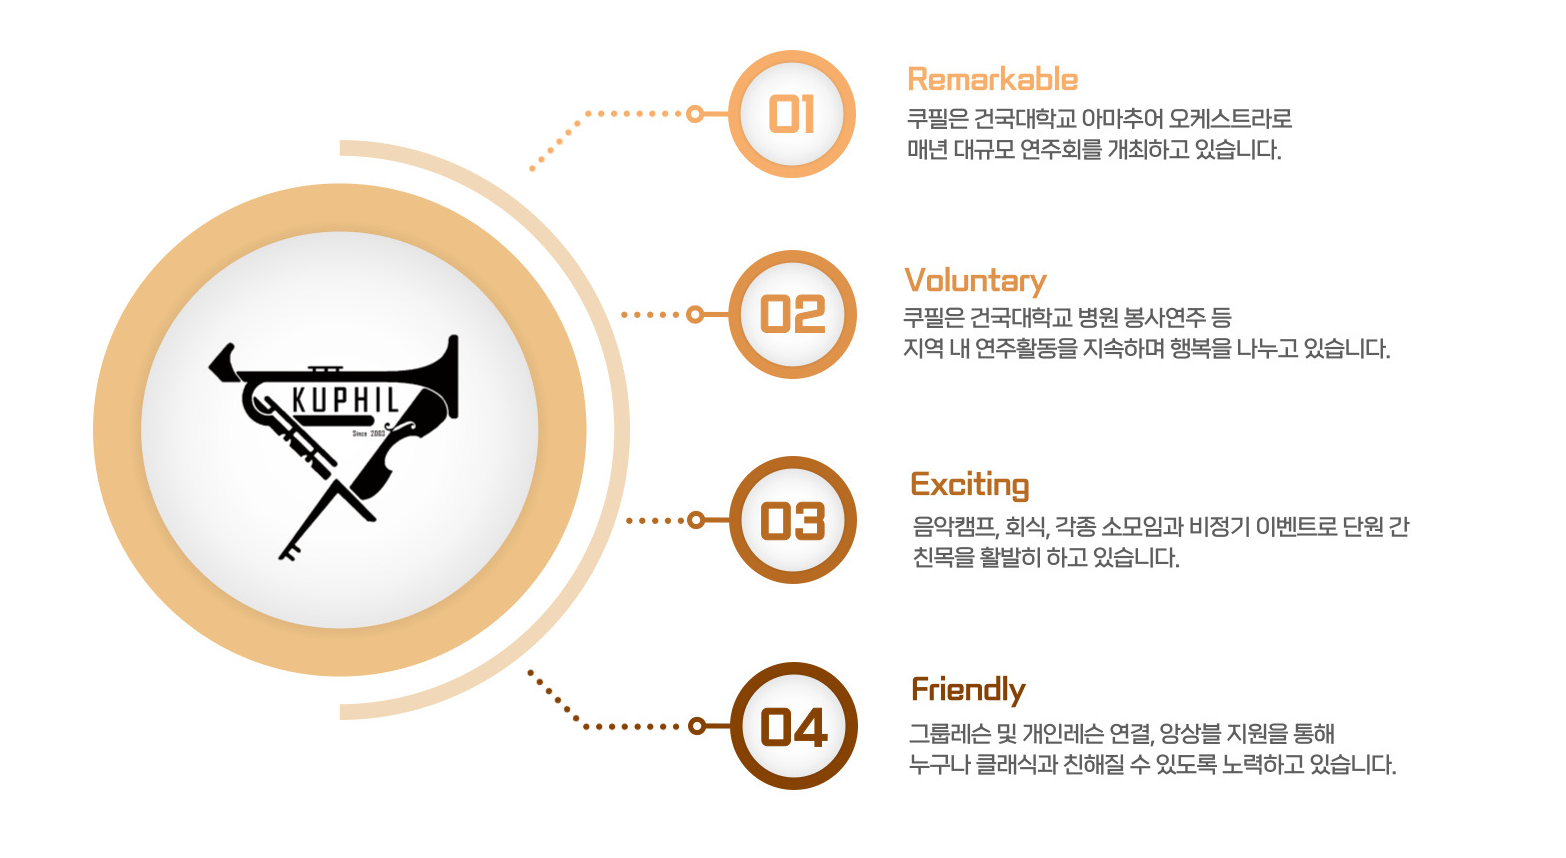 KUPHIL
Since 2003
01
Remarkable
쿠필은 건국대학교 아마추어 오케스트라로
매년 대규모 연주회를 개최하고 있습니다.
02
Voluntary
쿠필은 건국대학교 병원 봉사연주 등
지역 내 연주활동을 지속하며 행복을 나누고 있습니다.
03
Exciting
음악캠프, 회식, 각종 소모임과 비정기 이벤트로 단원 간
친목을 활발히 하고 있습니다.
04
Friendly
그룹레슨 및 개인레슨 연결, 앙상블 지원을 통해
누구나 클래식과 친해질 수 있도록 노력하고 있습니다.